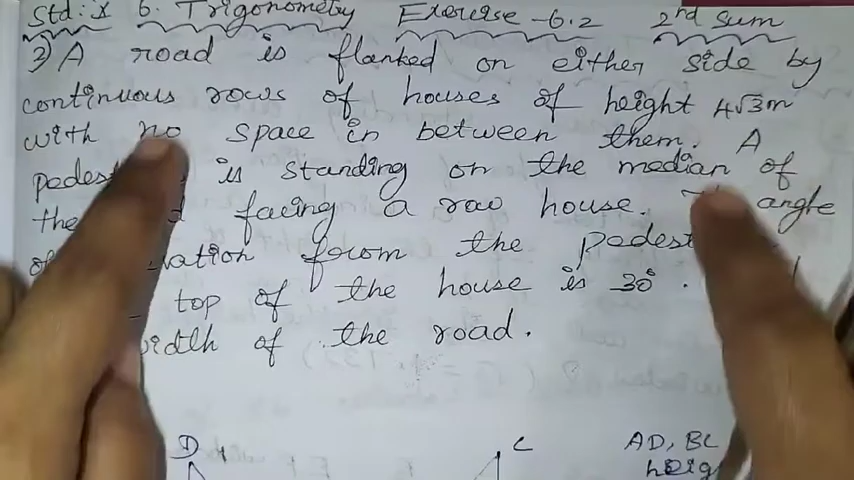 Std: X 6. Trigonometry Exercise - 6.2 2nd sum
2) A road is flanked on either side by
continuous rows of houses of height 4√3m
with no space in between them. A
is standing on the median of
the facing a row house. angle
from the
top of the house is 30°.
of the road.
D C AD, BC